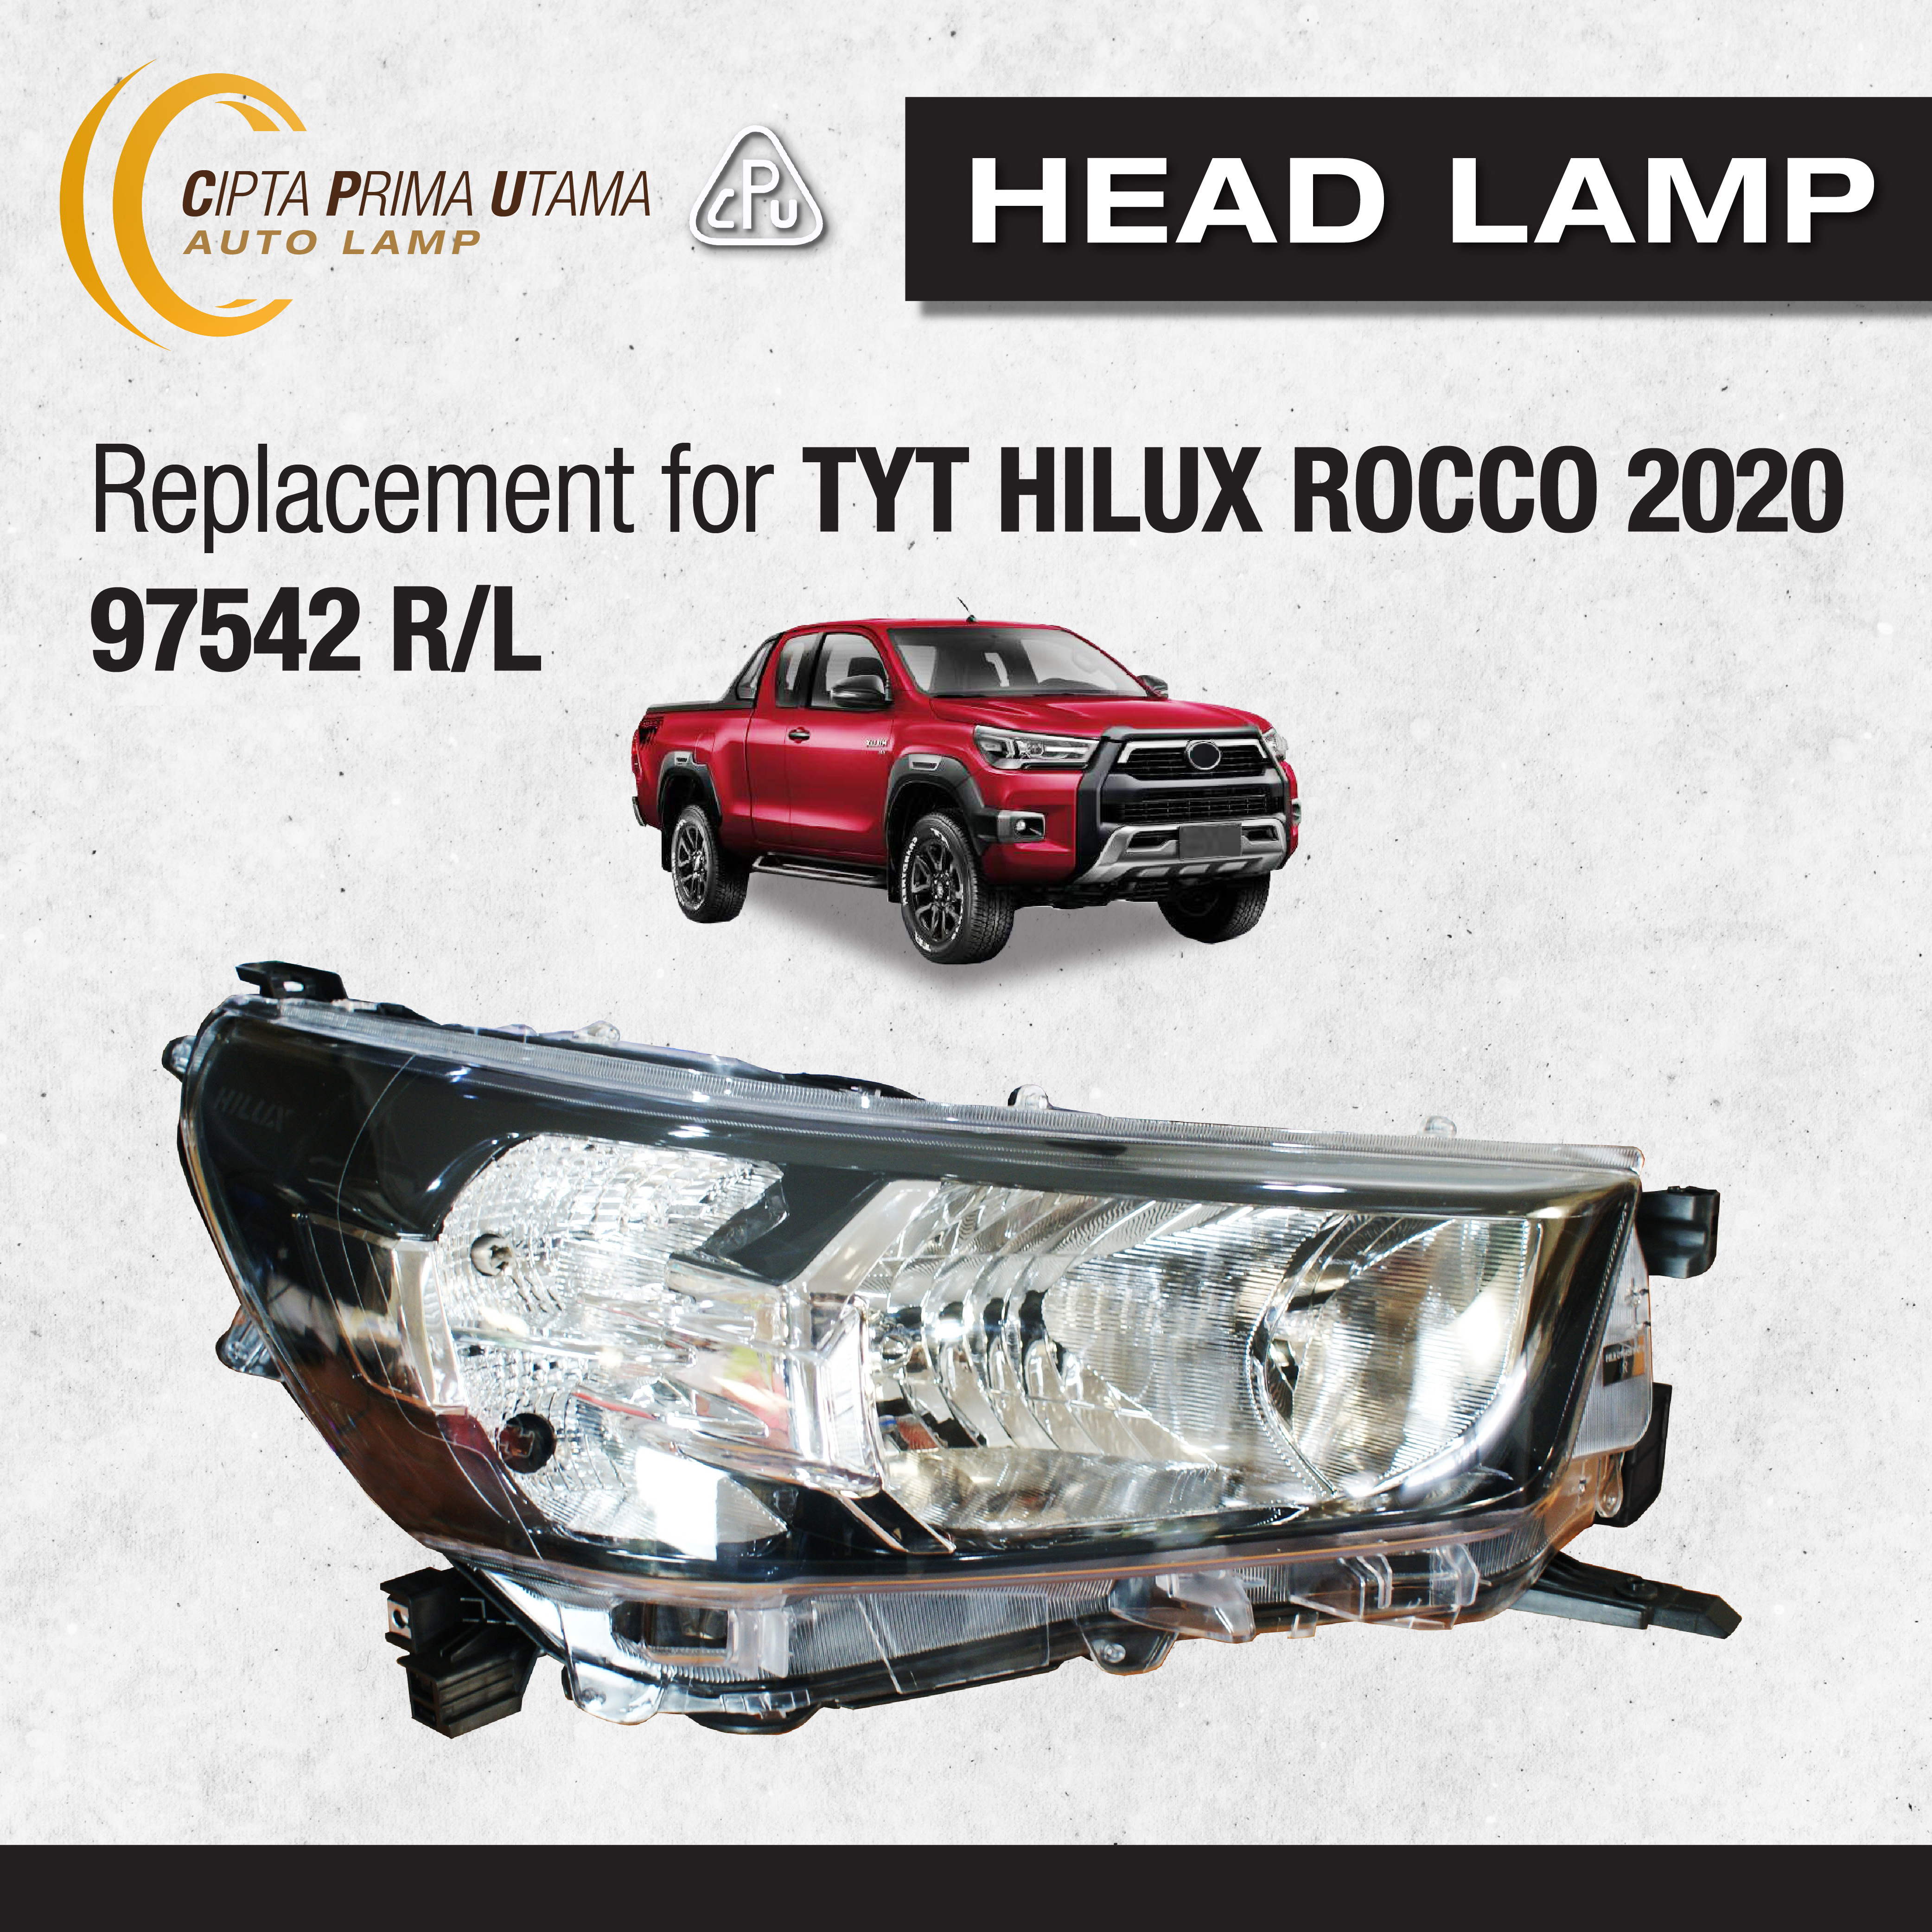 CIPTA PRIMA UTAMA
AUTO LAMP
CPU
HEAD LAMP
Replacement for TYT HILUX ROCCO 2020
97542 R/L
HILUX